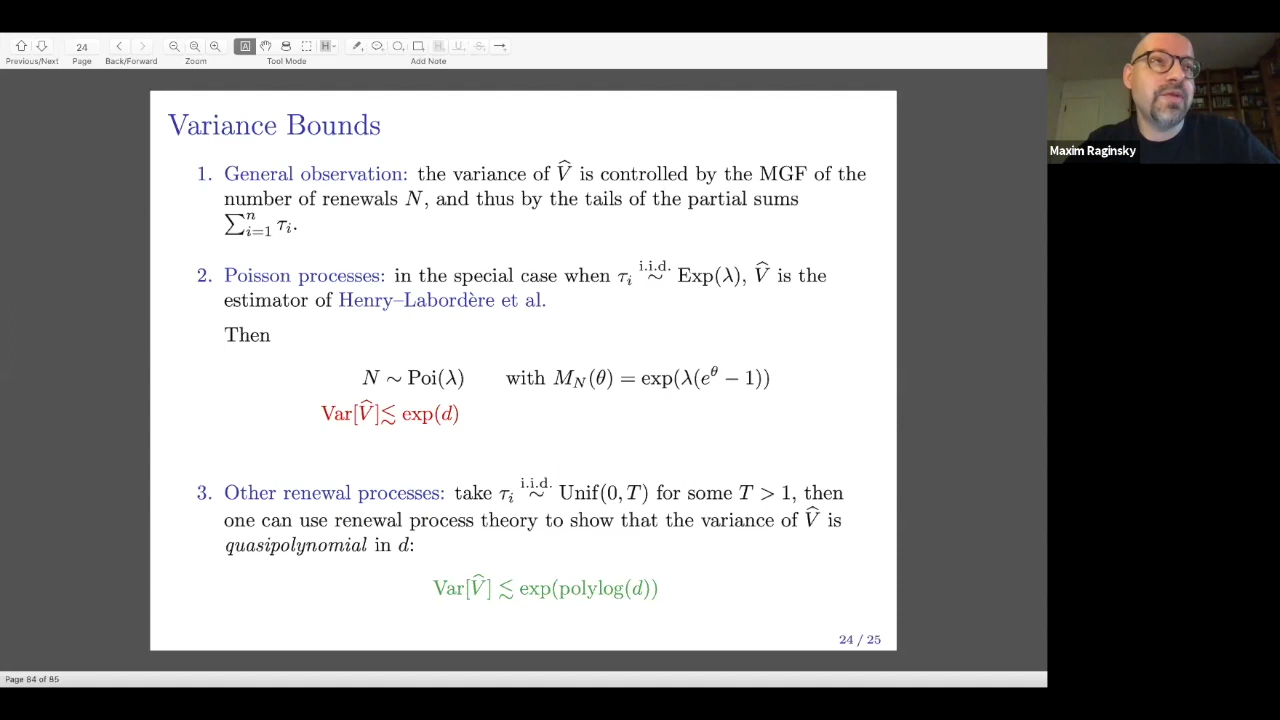 24
Previous/Next Page Back/Forward Zoom Tool Mode Add Note
Maxim Raginsky
Variance Bounds
1. General observation: the variance of V̂ is controlled by the MGF of the
number of renewals N, and thus by the tails of the partial sums
∑ⁿᵢ₌₁ τᵢ.
2. Poisson processes: in the special case when τᵢ i.i.d. ∼ Exp(λ), V̂ is the
estimator of Henry–Labordère et al.
Then
N ∼ Poi(λ) with M_N(θ) = exp(λ(e^θ − 1))
Var[V̂] ≲ exp(d)
3. Other renewal processes: take τᵢ i.i.d. ∼ Unif(0, T) for some T > 1, then
one can use renewal process theory to show that the variance of V̂ is
quasipolynomial in d:
Var[V̂] ≲ exp(polylog(d))
24 / 25
Page 84 of 85